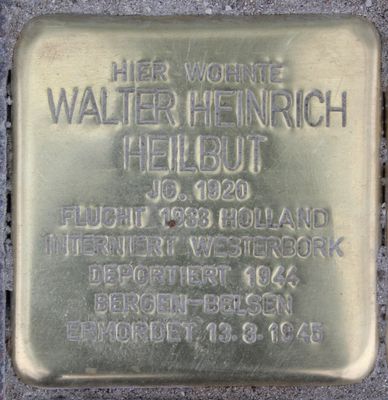 HIER WOHNTE
WALTER HEINRICH
HEILBUT
JG. 1920
FLUCHT 1938 HOLLAND
INTERNIERT WESTERBORK
DEPORTIERT 1944
BERGEN-BELSEN
ERMORDET 13.3.1945